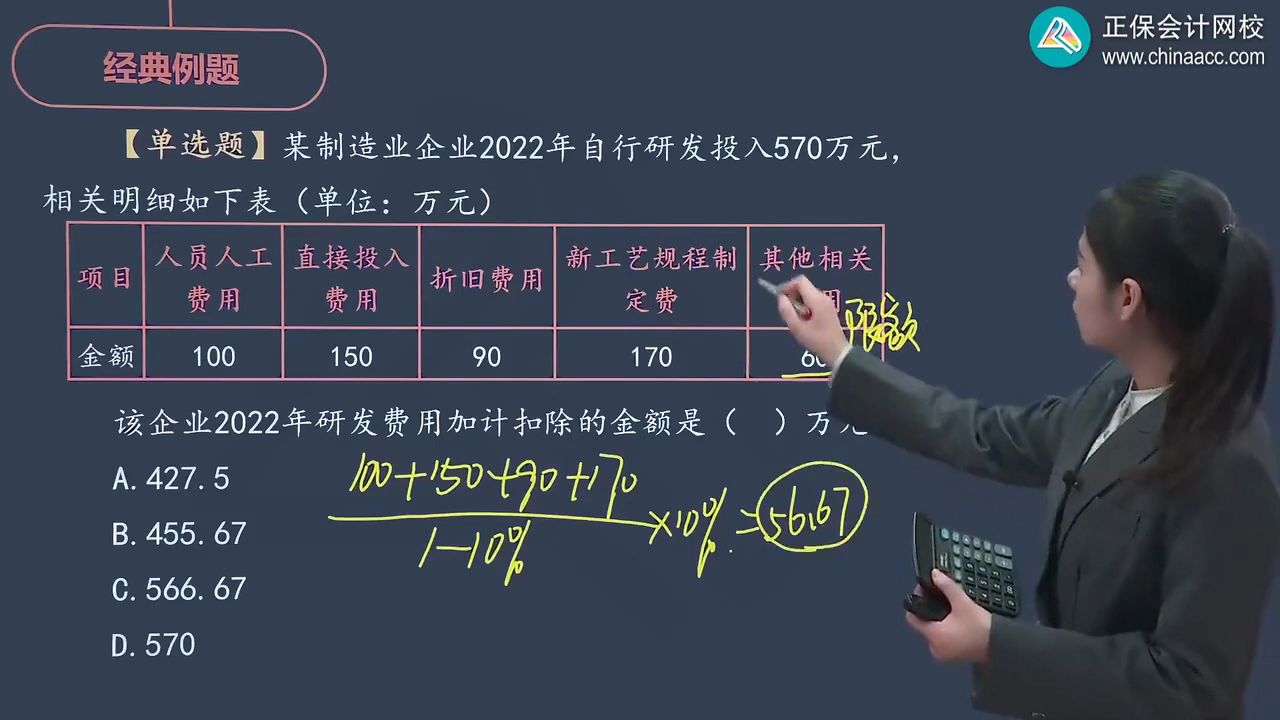 正保会计网校
www.chinaacc.com
经典例题
【单选题】某制造业企业2022年自行研发投入570万元，
相关明细如下表（单位：万元）
项目 人员人工费用 直接投入费用 折旧费用 新工艺规程制定费 其他相关用
限额
金额 100 150 90 170 60
该企业2022年研发费用加计扣除的金额是（ ）万元
A.427.5
100+150+90+170
B.455.67
1-10% ×10% = 56.67
C.566.67
D.570